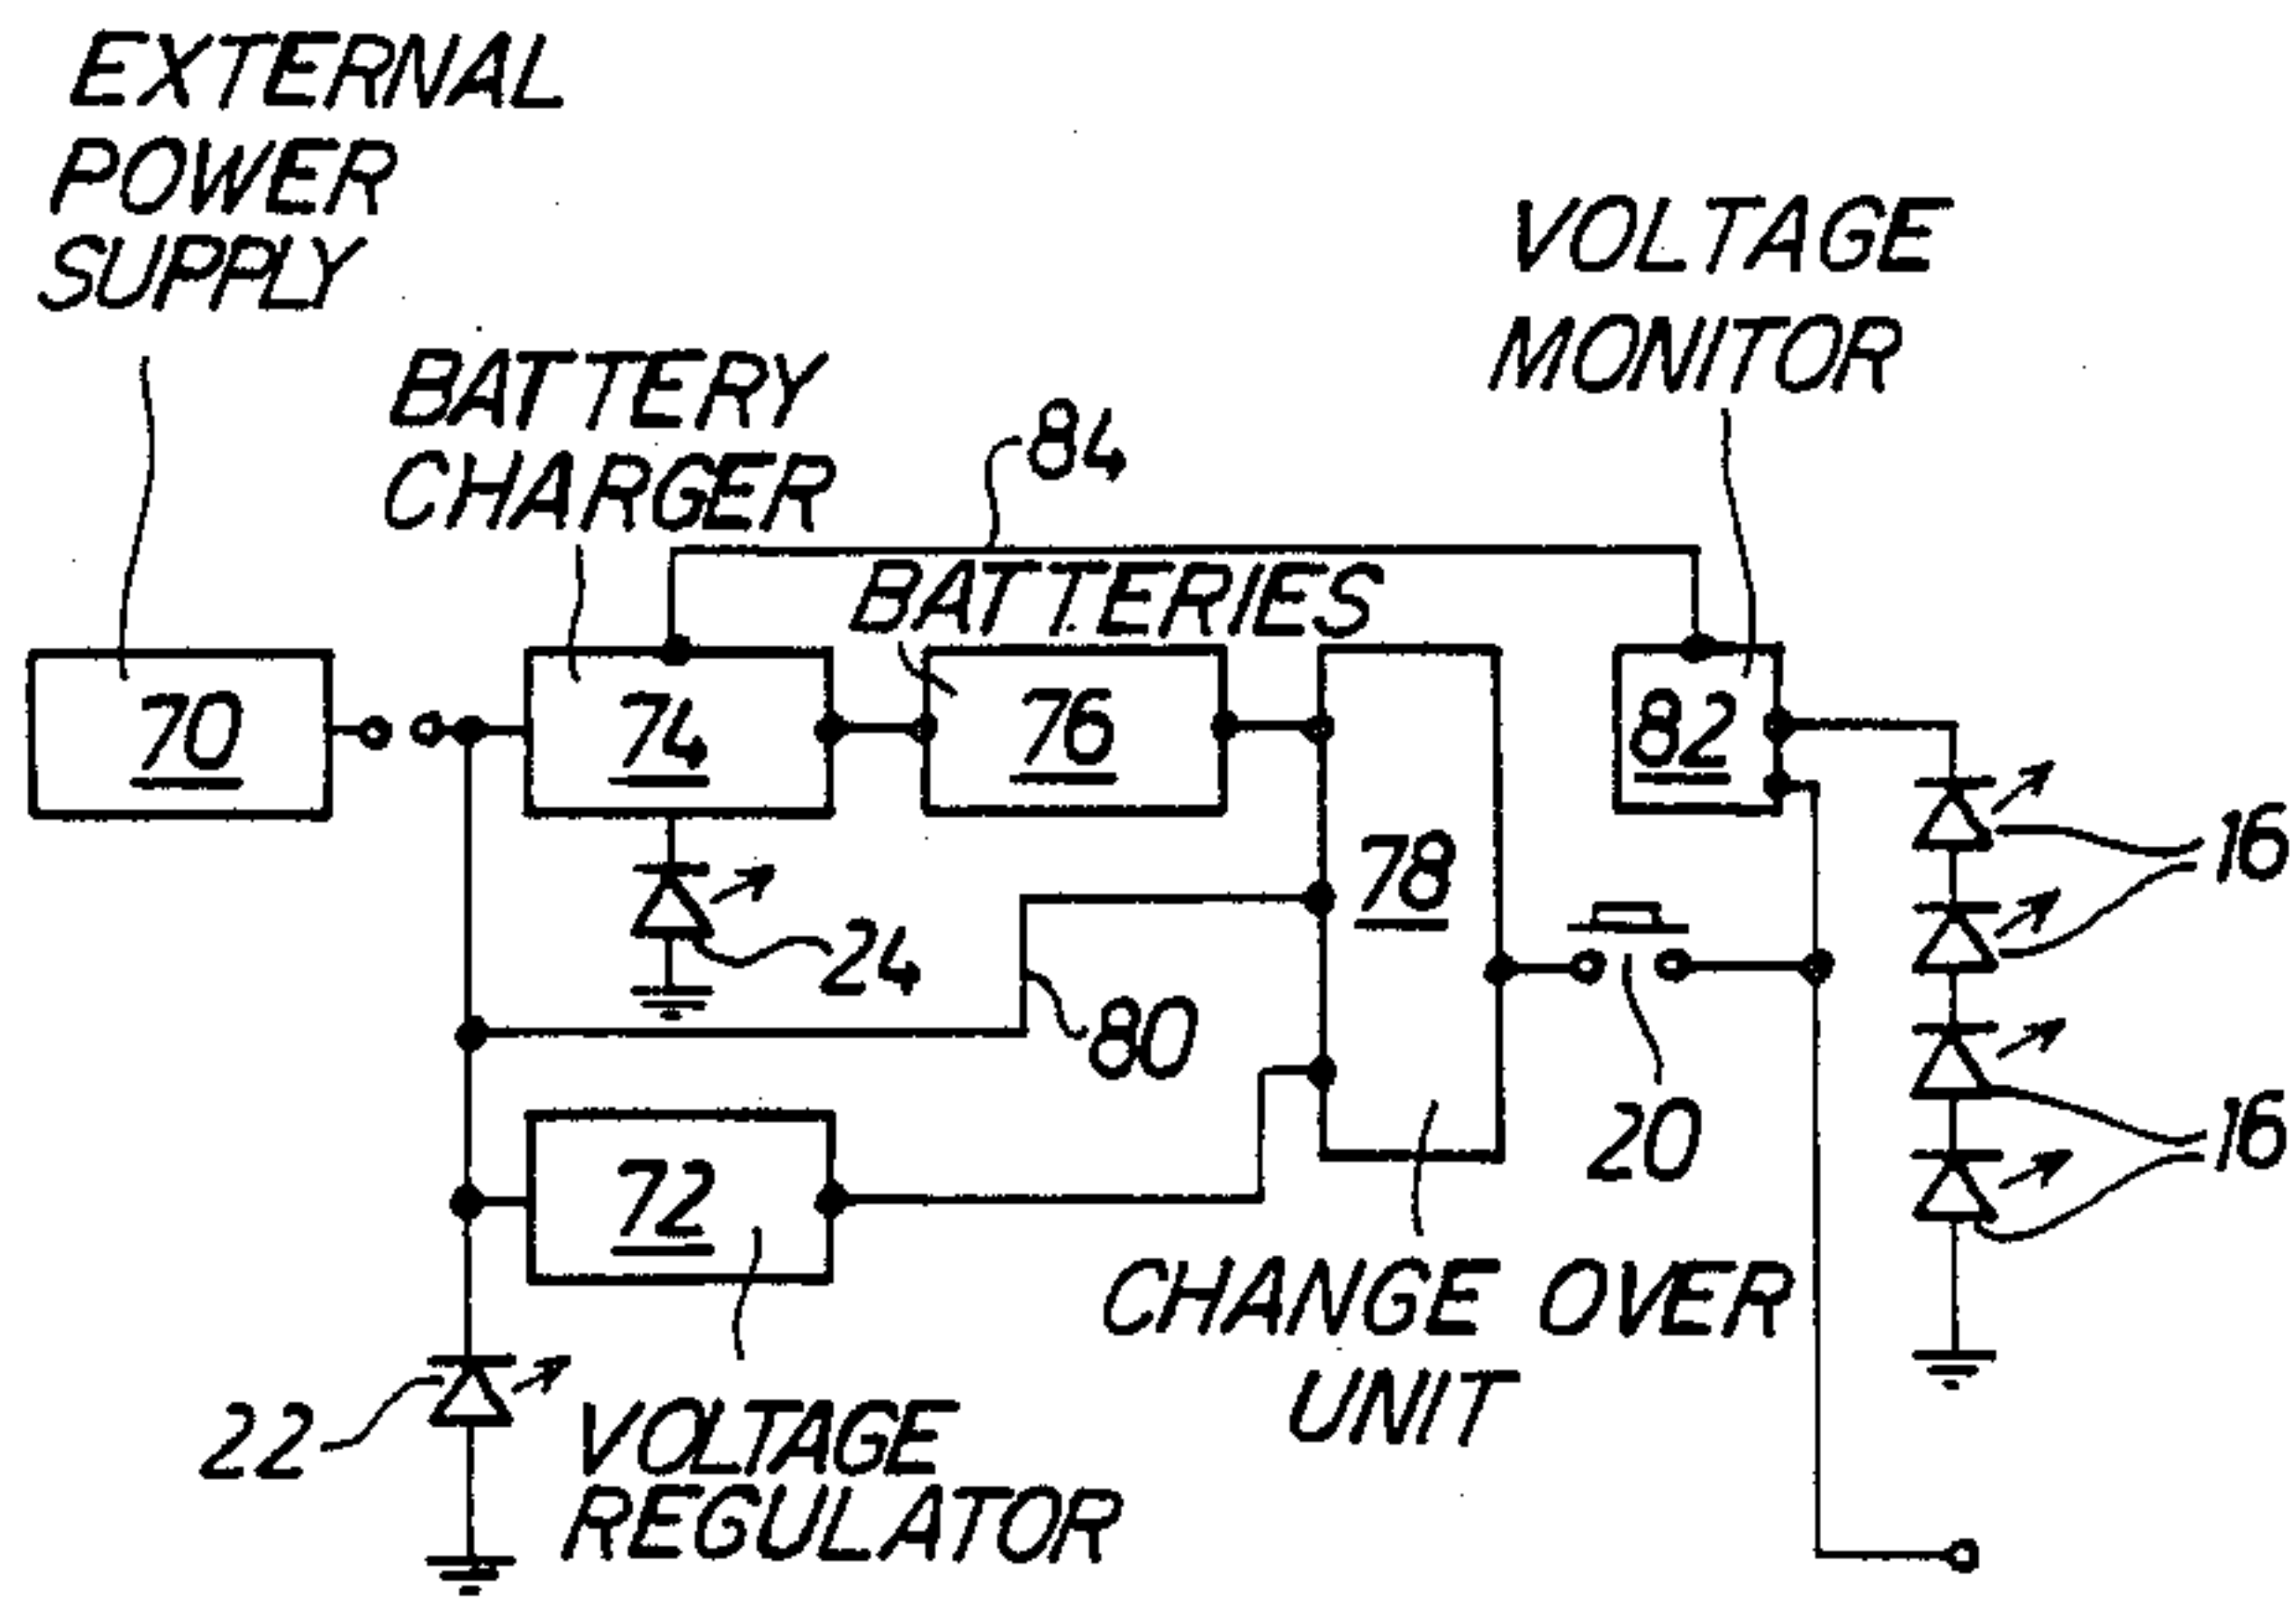 EXTERNAL
POWER
SUPPLY
VOLTAGE
MONITOR
BATTERY
CHARGER
84
BATTERIES
70
74
76
82
78
16
24
80
20
16
72
CHANGE OVER
UNIT
22
VOLTAGE
REGULATOR